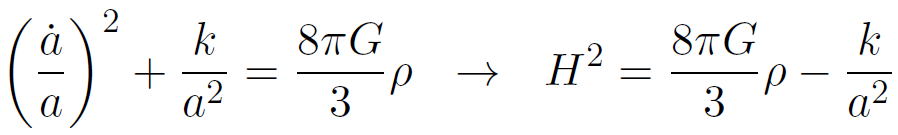 (ȧ/a)² + k/a² = 8πG/3 ρ → H² = 8πG/3 ρ − k/a²